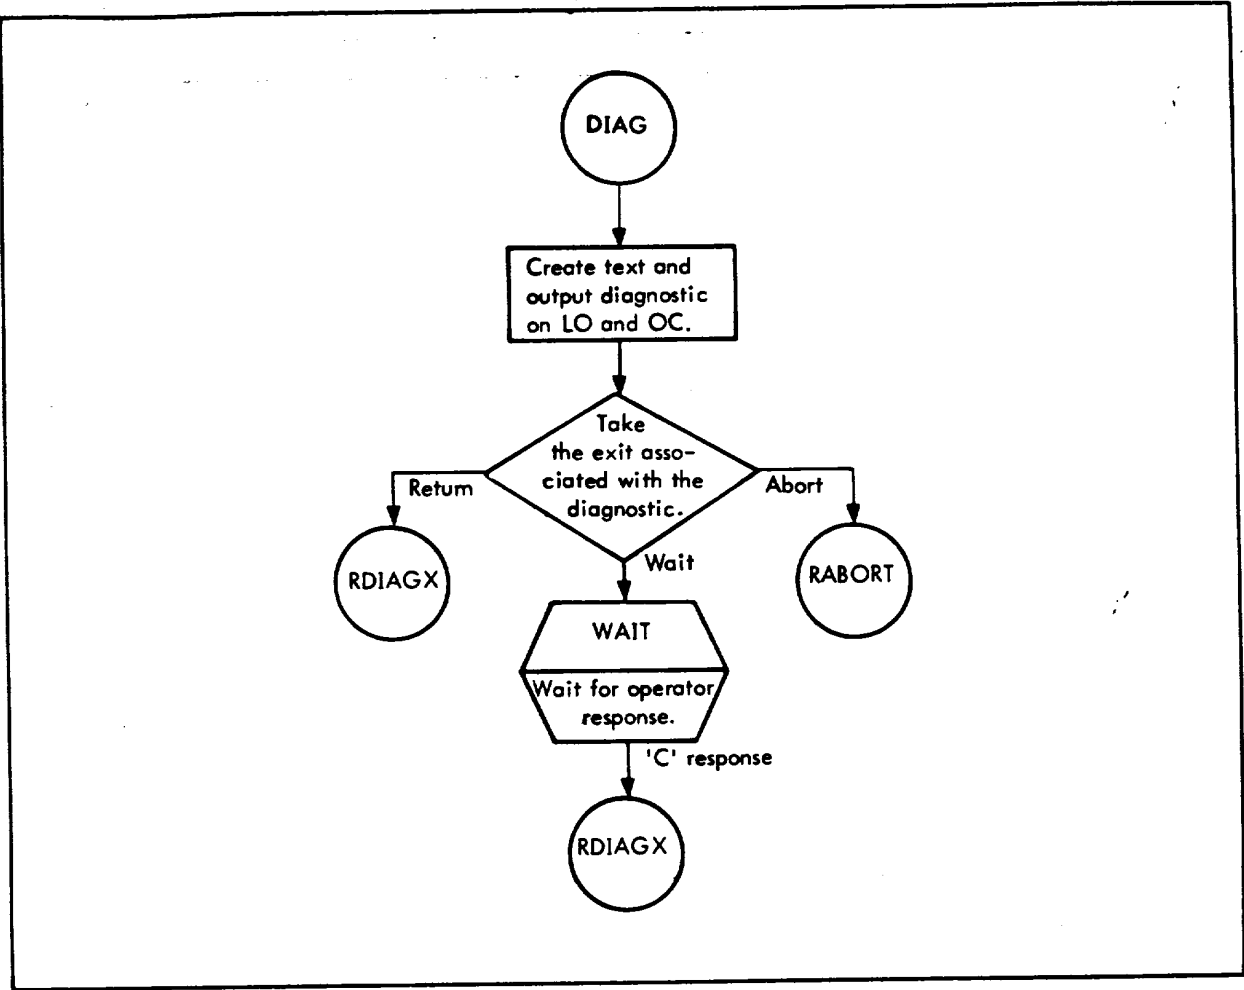 DIAG
Create text and
output diagnostic
on LO and OC.
Take
the exit asso-
ciated with the
diagnostic.
Return
Abort
RDIAGX
Wait
RABORT
WAIT
Wait for operator
response.
'C' response
RDIAGX